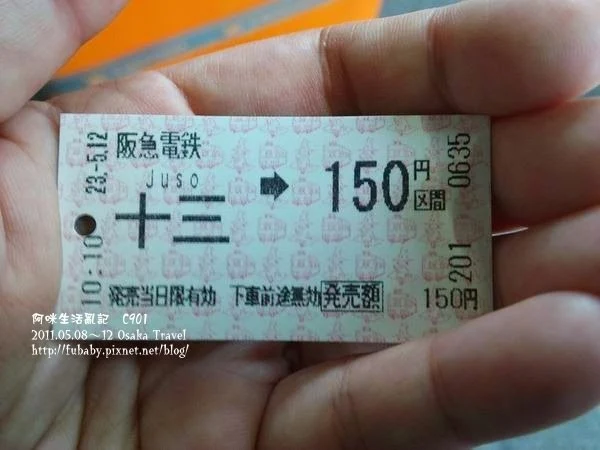 23.-5.12
10:10
阪急電鉄
Juso
十三 ➡ 150円区間
発売当日限有効 下車前途無効 発売額 150円
201 0635
阿咪生活亂記 C901
2011.05.08~12 Osaka Travel
http://fubaby.pixnet.net/blog/